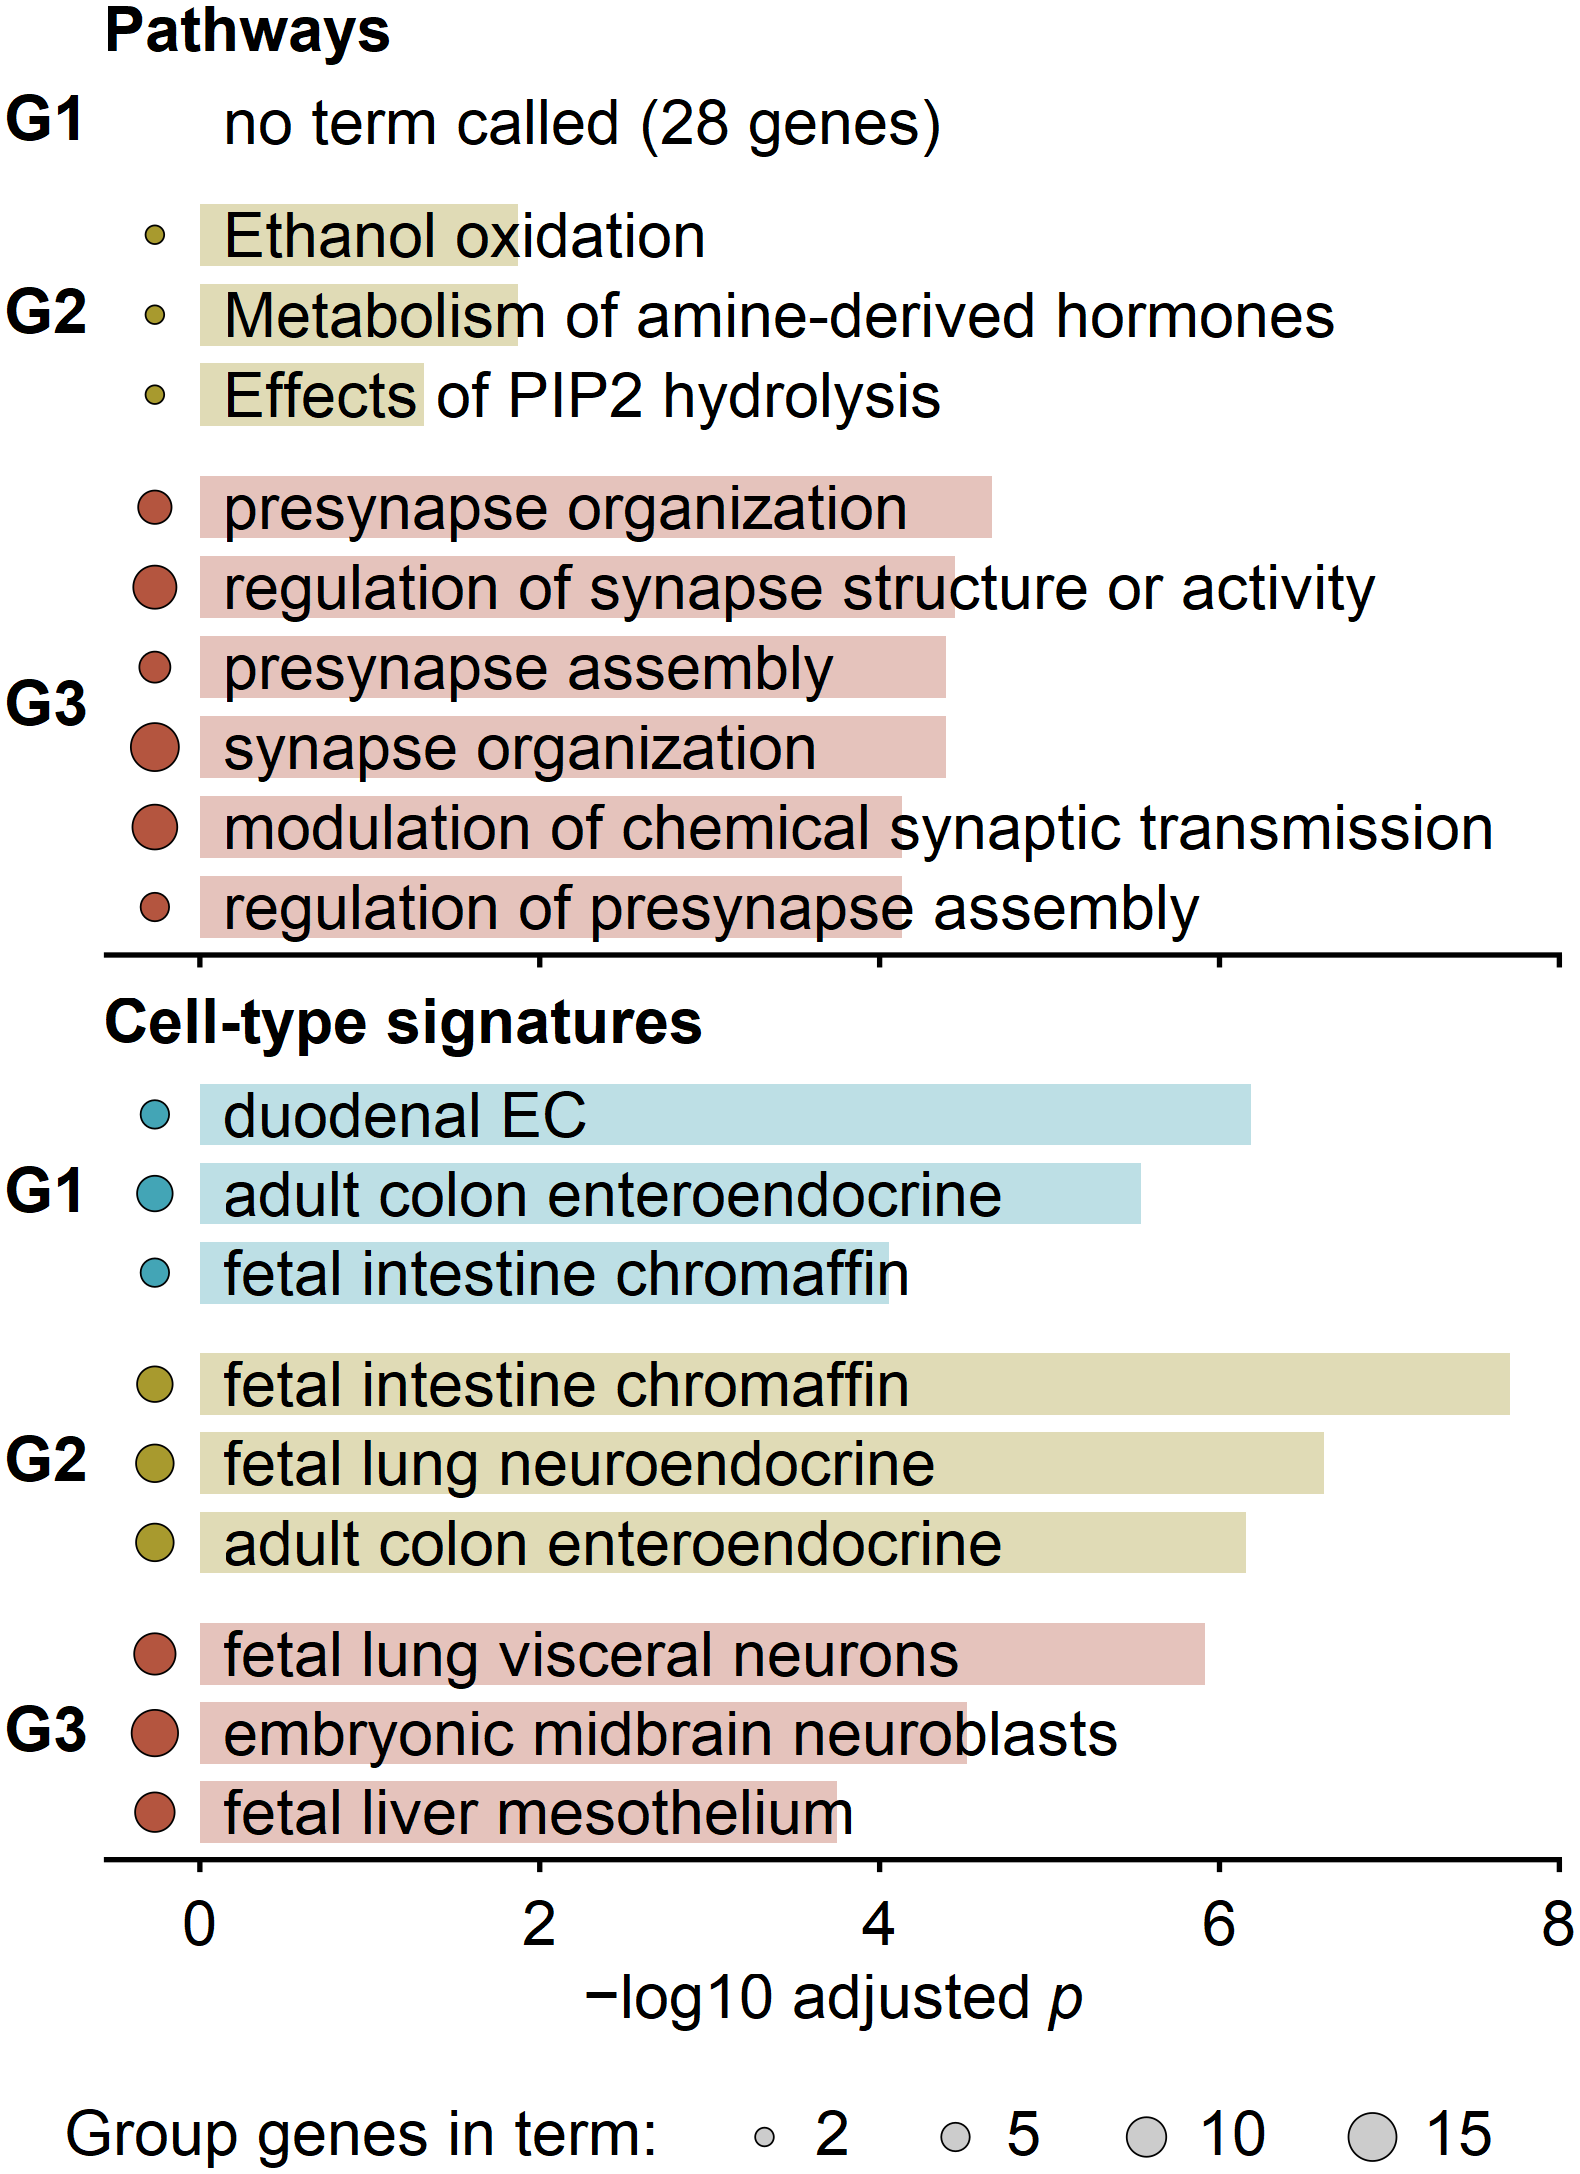 Pathways
G1
no term called (28 genes)
G2
Ethanol oxidation
Metabolism of amine-derived hormones
Effects of PIP2 hydrolysis
G3
presynapse organization
regulation of synapse structure or activity
presynapse assembly
synapse organization
modulation of chemical synaptic transmission
regulation of presynapse assembly
Cell-type signatures
G1
duodenal EC
adult colon enteroendocrine
fetal intestine chromaffin
G2
fetal intestine chromaffin
fetal lung neuroendocrine
adult colon enteroendocrine
G3
fetal lung visceral neurons
embryonic midbrain neuroblasts
fetal liver mesothelium
0 2 4 6 8
−log10 adjusted p
Group genes in term: 2 5 10 15